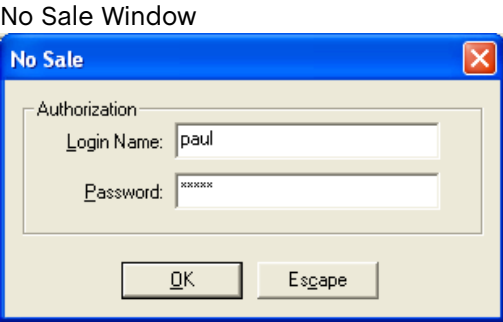 No Sale Window
No Sale
Authorization
Login Name: paul
Password: *****
OK Escape